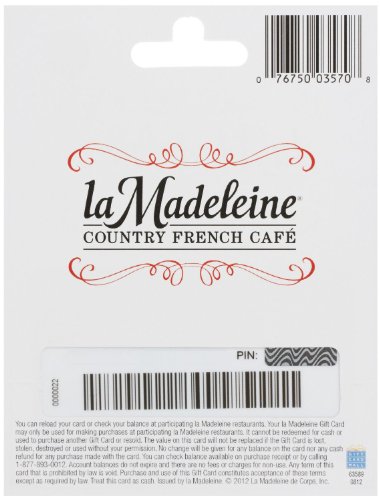 0 76750 03570 8
la Madeleine®
COUNTRY FRENCH CAFÉ
PIN:
0000022
You can reload your card or check your balance at participating la Madeleine restaurants. Your la Madeleine Gift Card
may only be used for making purchases at participating la Madeleine restaurants. It cannot be redeemed for cash or
used to purchase another Gift Card or resold. The value on this card will not be replaced if the Gift Card is lost,
stolen, destroyed or used without your permission. No change will be given for any balance on the card nor any cash
refund for transactions made with the card. You can check balance available on purchase receipt or by calling
1-877-893-0012. Account balances do not expire and there are no fees or charges for non-use. Any term of this
card that is prohibited by law is void. Purchase and use of this Gift Card constitutes acceptance of these terms
except as required by law. Treat this card as cash. Issued by la Madeleine, Inc. © 2012 La Madeleine de Corps, Inc.
GIFT
CARD
MALL
63589
0812